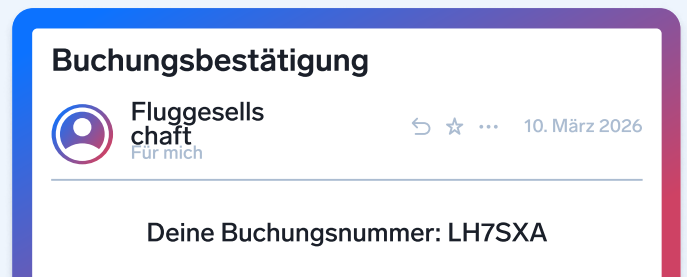 Buchungsbestätigung
Fluggesells
chaft
Für mich
10. März 2026
Deine Buchungsnummer: LH7SXA